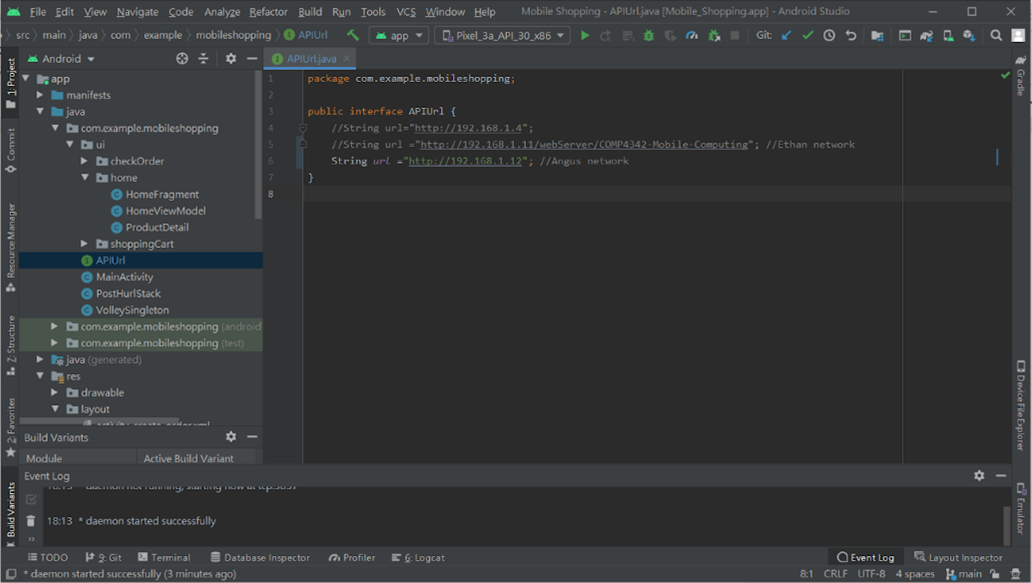 File Edit View Navigate Code Analyze Refactor Build Run Tools VCS Window Help Mobile Shopping - APIUrl.java [Mobile_Shopping.app] - Android Studio
src main java com example mobileshopping APIUrl app Pixel_3a_API_30_x86 Git:
Android
APIUrl.java
1: Project
Commit
Resource Manager
Z: Structure
2: Favorites
Build Variants
app
manifests
java
com.example.mobileshopping
ui
checkOrder
home
HomeFragment
HomeViewModel
ProductDetail
shoppingCart
APIUrl
MainActivity
PostHurlStack
VolleySingleton
com.example.mobileshopping (android
com.example.mobileshopping (test)
java (generated)
res
drawable
layout
activity_create_order.xml
1 package com.example.mobileshopping;
2
3 public interface APIUrl {
4 //String url="http://192.168.1.4";
5 //String url ="http://192.168.1.11/webServer/COMP4342-Mobile-Computing"; //Ethan network
6 String url ="http://192.168.1.12"; //Angus network
7 }
8
Gradle
Device File Explorer
Emulator
Build Variants
Module Active Build Variant
Event Log
18:13 * daemon not running; starting now at tcp:5037
18:13 * daemon started successfully
TODO 9: Git Terminal Database Inspector Profiler 6: Logcat Event Log Layout Inspector
* daemon started successfully (3 minutes ago) 8:1 CRLF UTF-8 4 spaces main